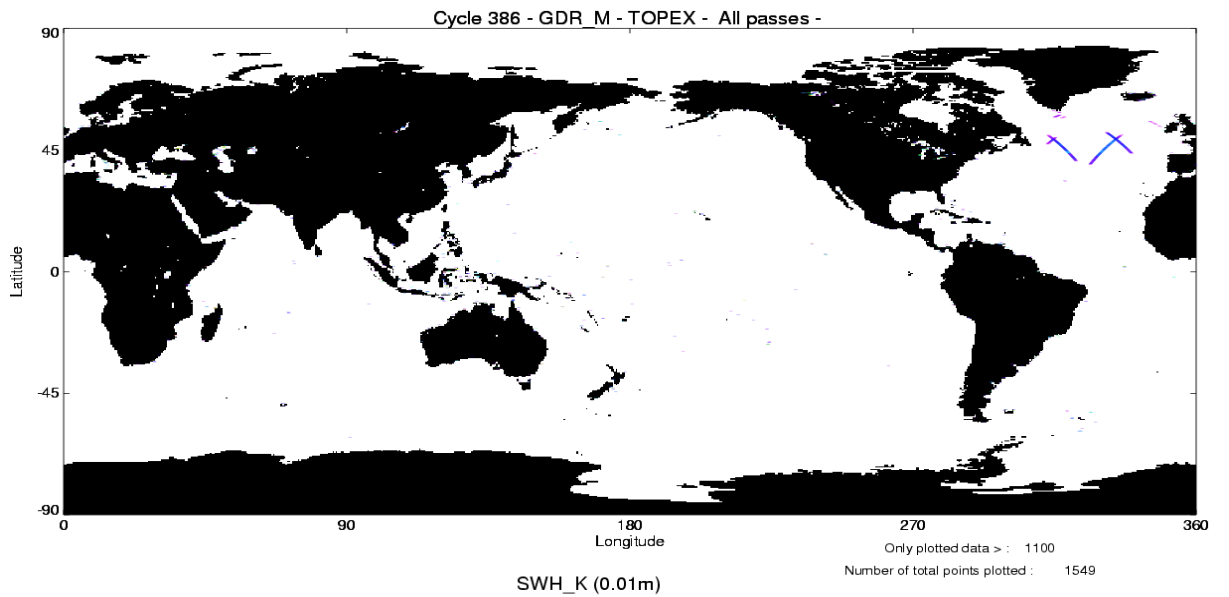 Cycle 386 - GDR_M - TOPEX - All passes -
90
45
0
-45
-90
Latitude
0 90 180 270 360
Longitude
Only plotted data > : 1100
Number of total points plotted : 1549
SWH_K (0.01m)